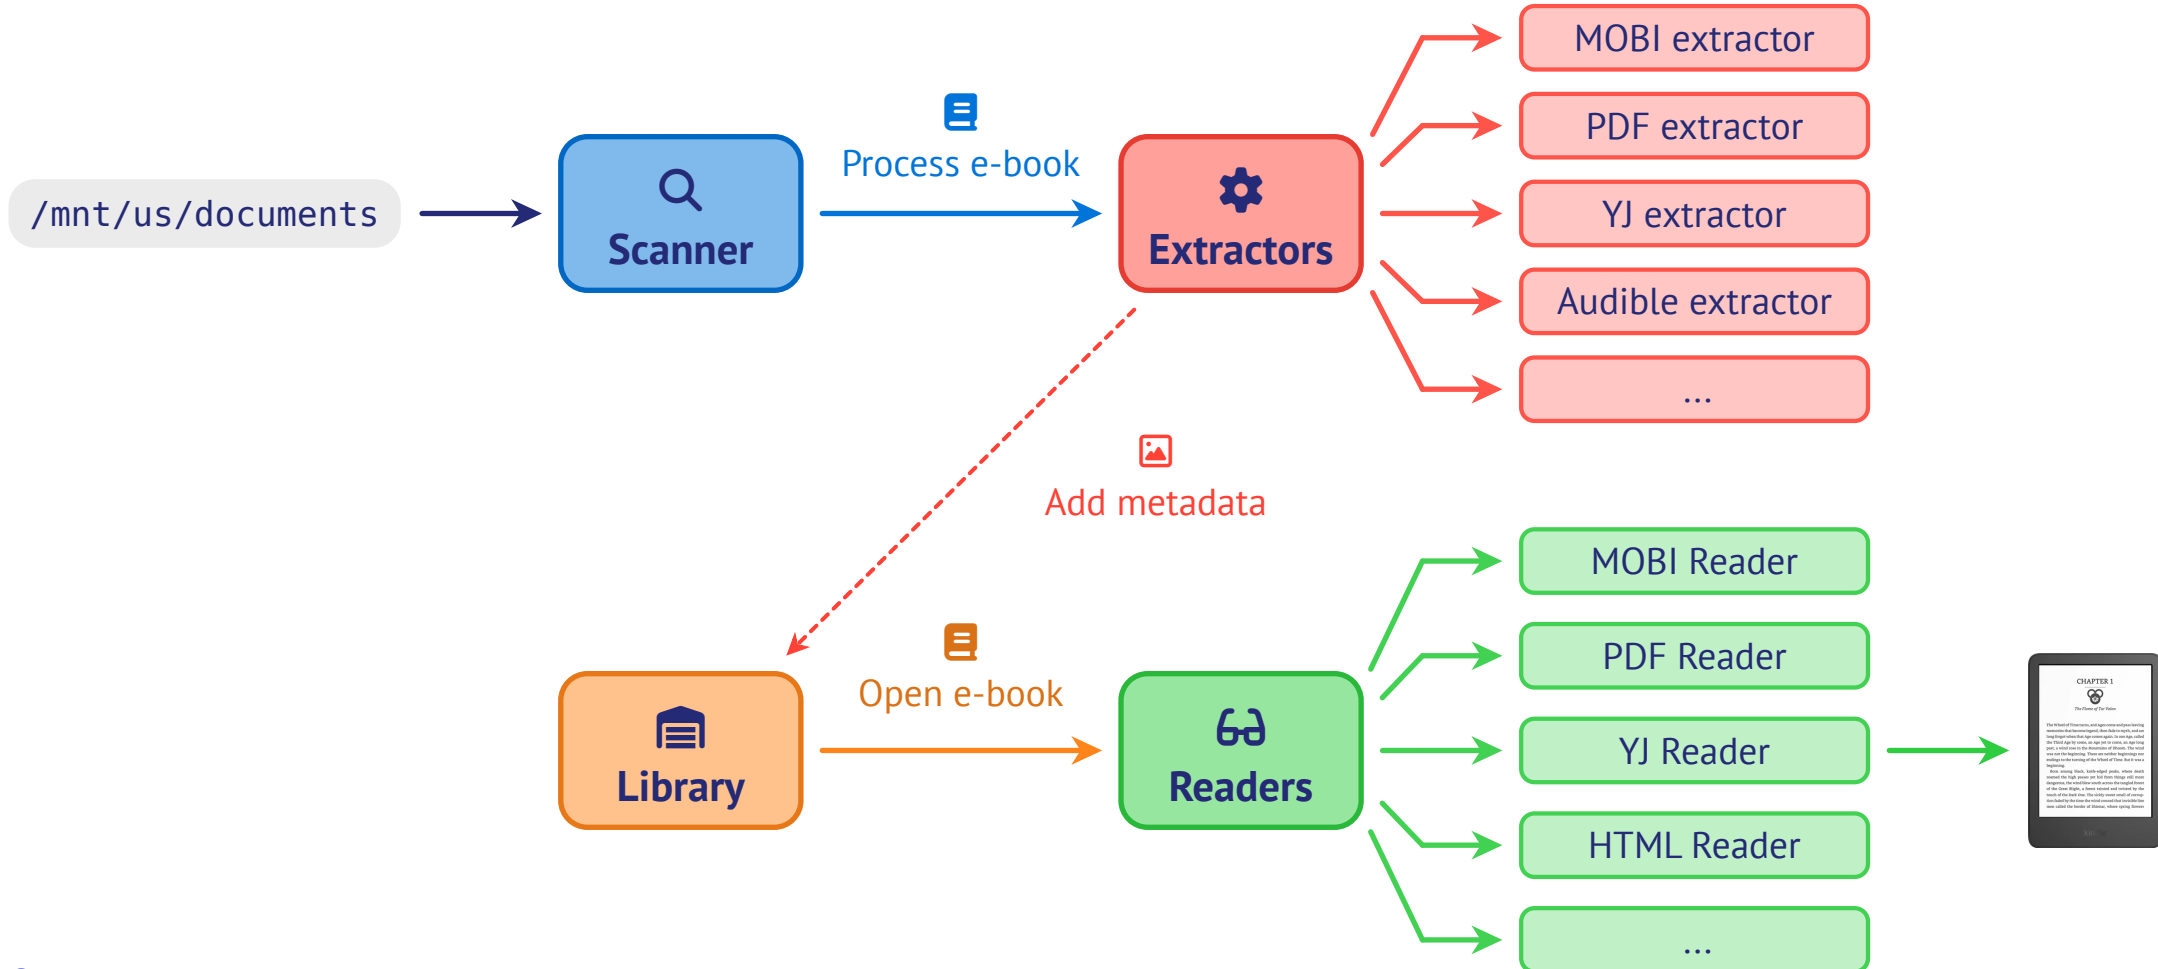 /mnt/us/documents
Scanner
Process e-book
Extractors
MOBI extractor
PDF extractor
YJ extractor
Audible extractor
...
Add metadata
Library
Open e-book
Readers
MOBI Reader
PDF Reader
YJ Reader
HTML Reader
...
CHAPTER 1